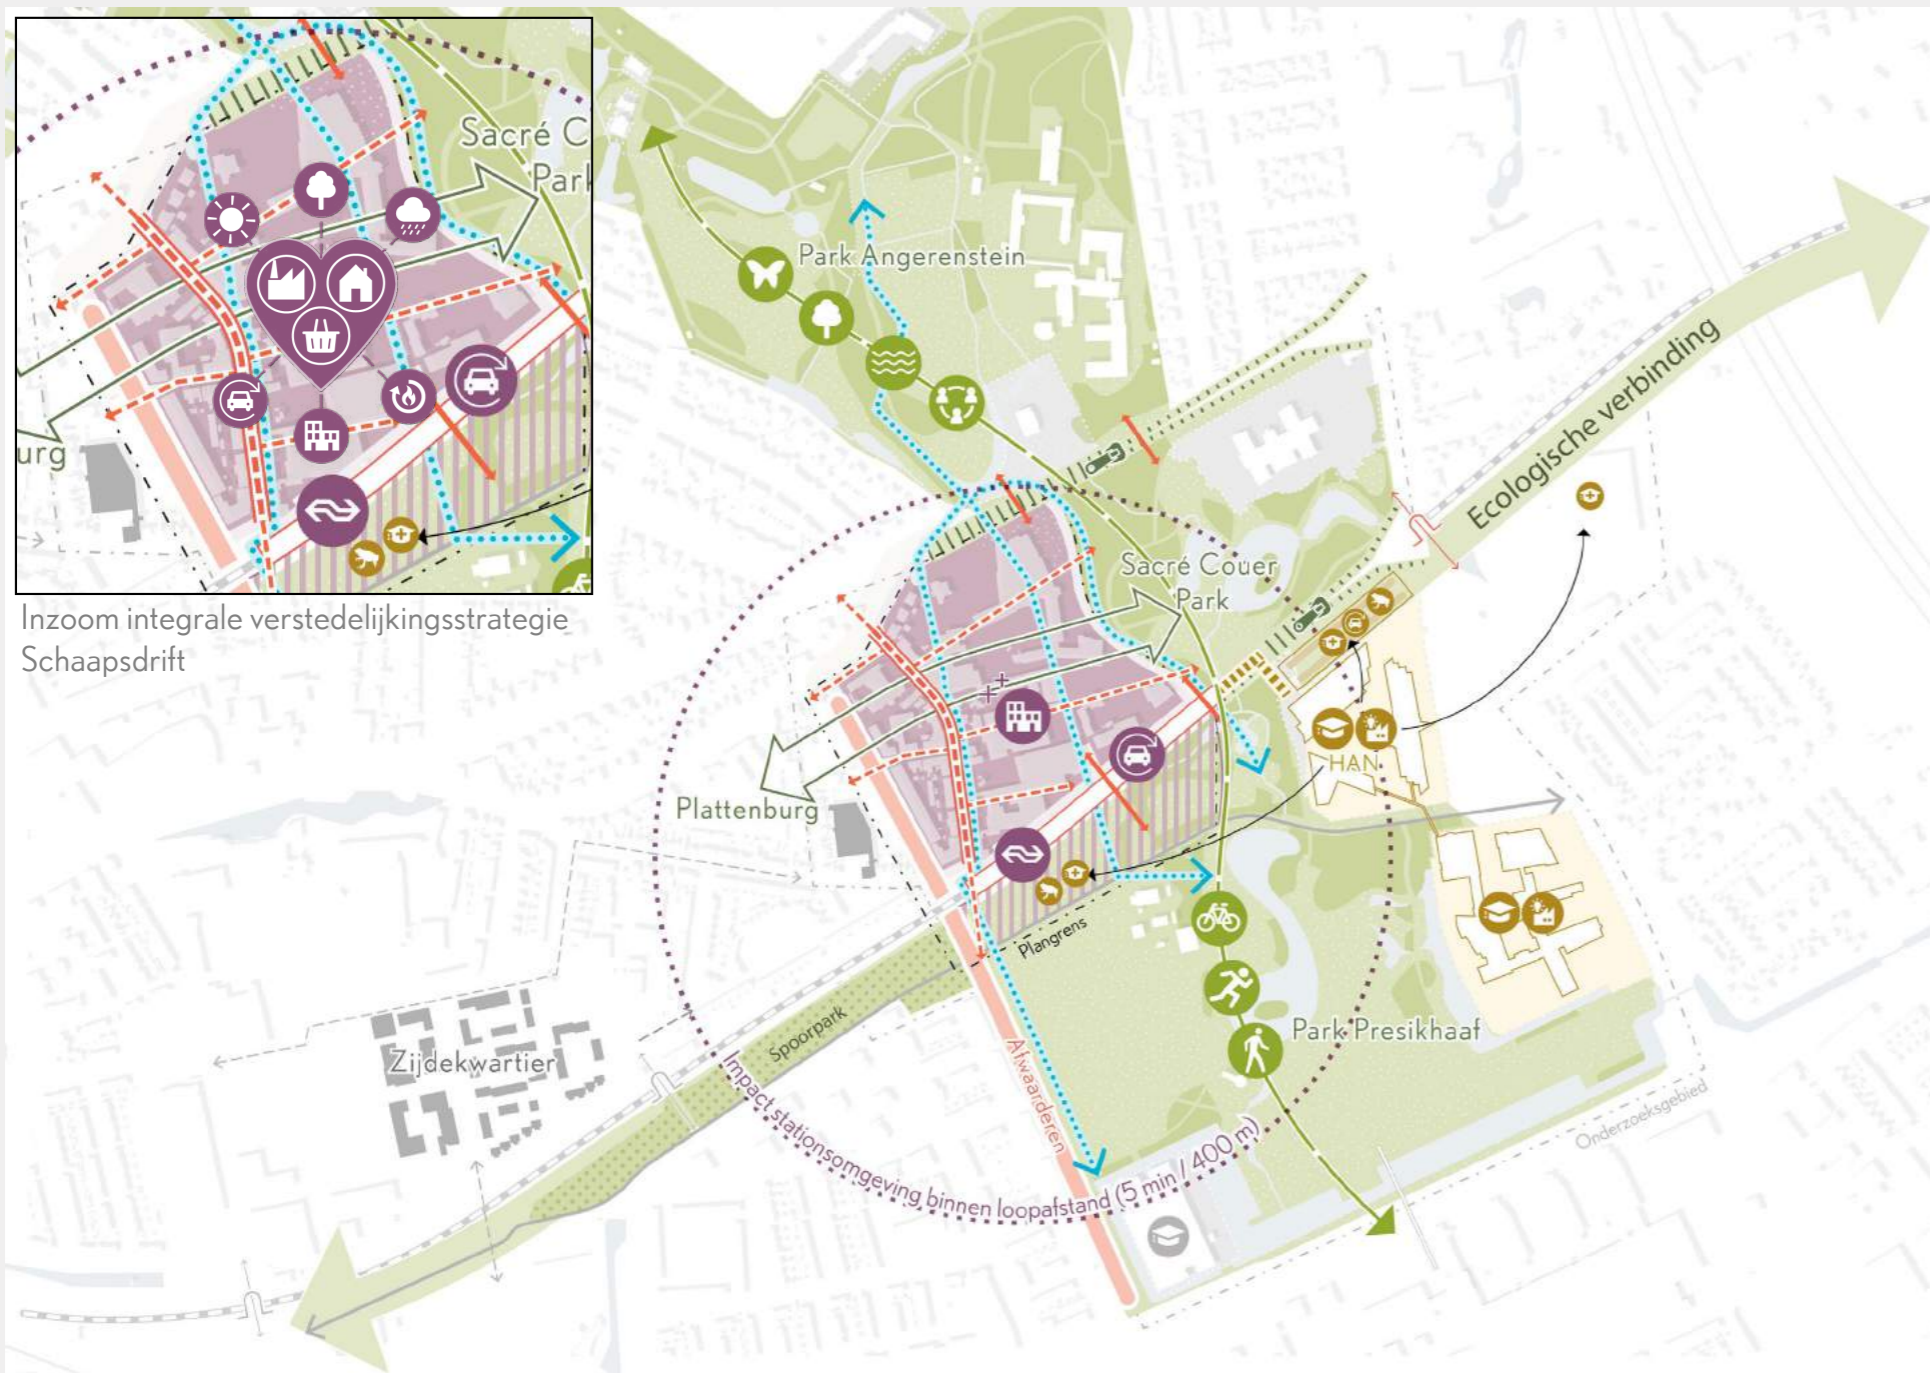 Sacré C
Park
urg
Inzoom integrale verstedelijkingsstrategie
Schaapsdrift
Park Angerenstein
Ecologische verbinding
Sacré Couer
Park
HAN
Plattenburg
Plangrens
Spoorpark
Zijdekwartier
Afwaarderen
Park Presikhaaf
Impact stationsomgeving binnen loopafstand (5 min / 400 m)
Onderzoeksgebied